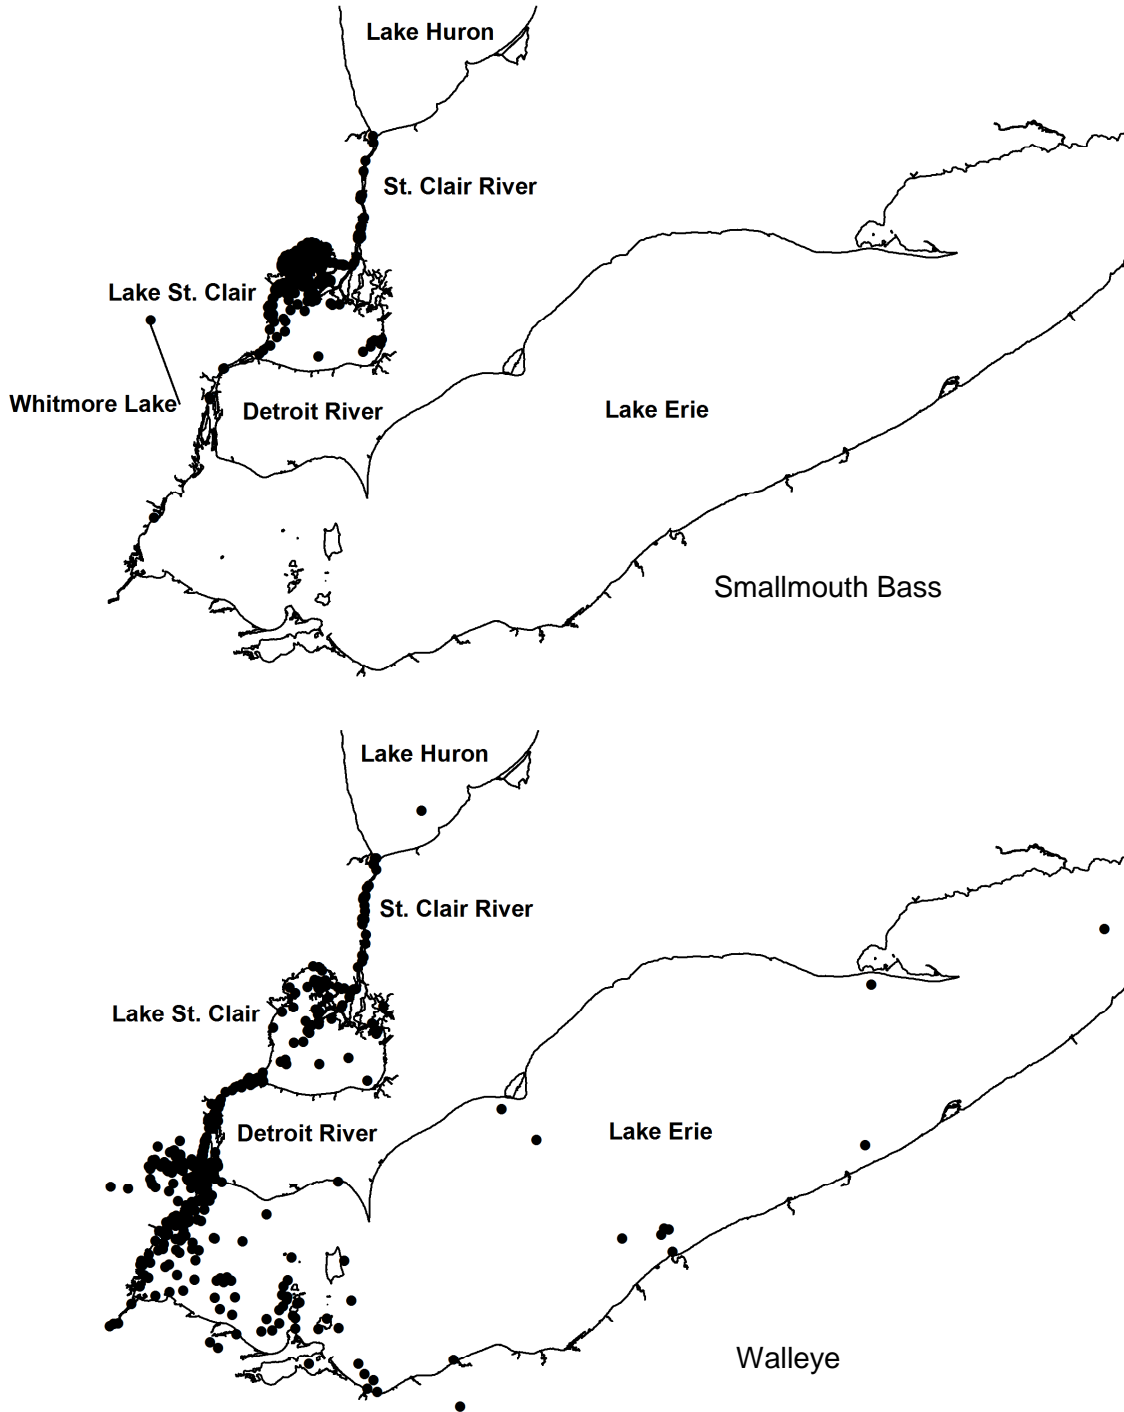 Lake Huron
St. Clair River
Lake St. Clair
Whitmore Lake
Detroit River
Lake Erie
Smallmouth Bass
Lake Huron
St. Clair River
Lake St. Clair
Detroit River
Lake Erie
Walleye